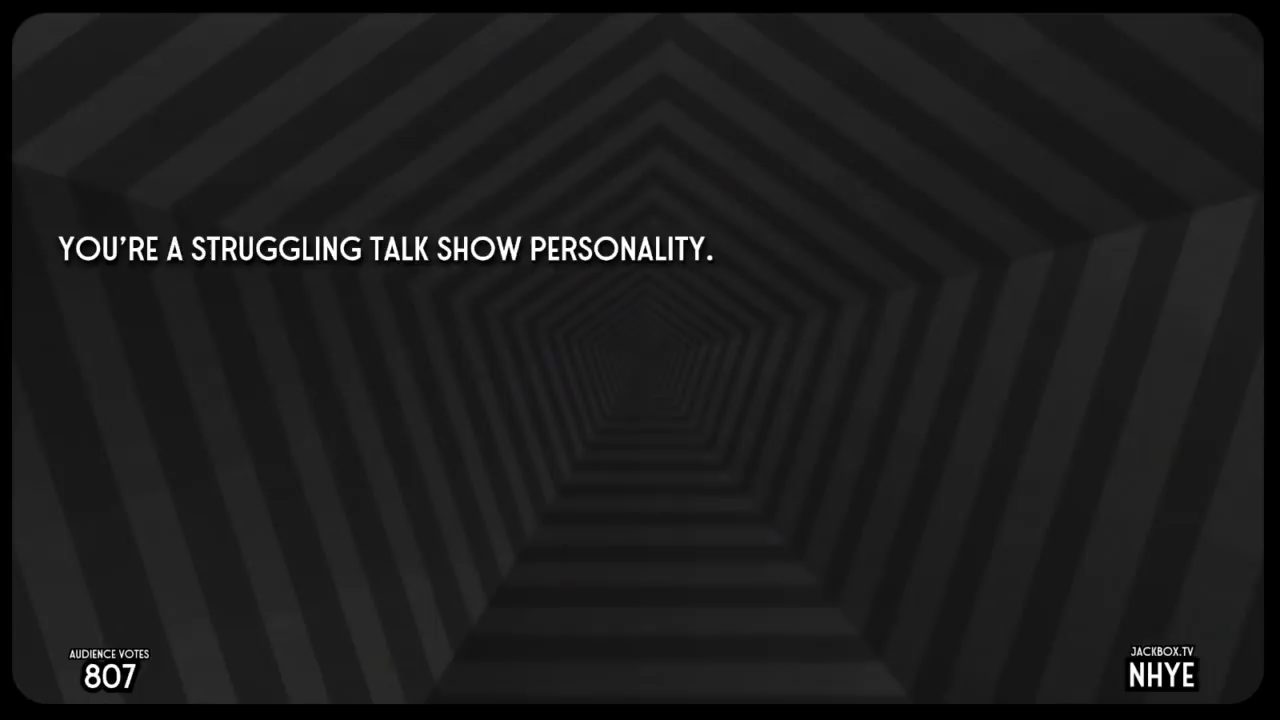 YOU'RE A STRUGGLING TALK SHOW PERSONALITY.
AUDIENCE VOTES
807
JACKBOX.TV
NHYE